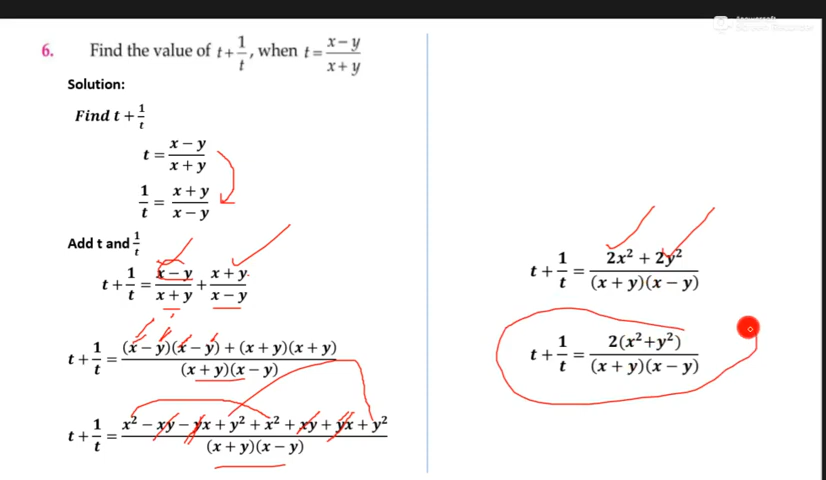 6. Find the value of t + 1/t, when t = (x − y)/(x + y)
Solution:
Find t + 1/t
t = (x − y)/(x + y)
1/t = (x + y)/(x − y)
Add t and 1/t
t + 1/t = (x − y)/(x + y) + (x + y)/(x − y)
t + 1/t = ((x − y)(x − y) + (x + y)(x + y))/((x + y)(x − y))
t + 1/t = (x² − xy − yx + y² + x² + xy + yx + y²)/((x + y)(x − y))
t + 1/t = (2x² + 2y²)/((x + y)(x − y))
t + 1/t = 2(x²+y²)/((x + y)(x − y))